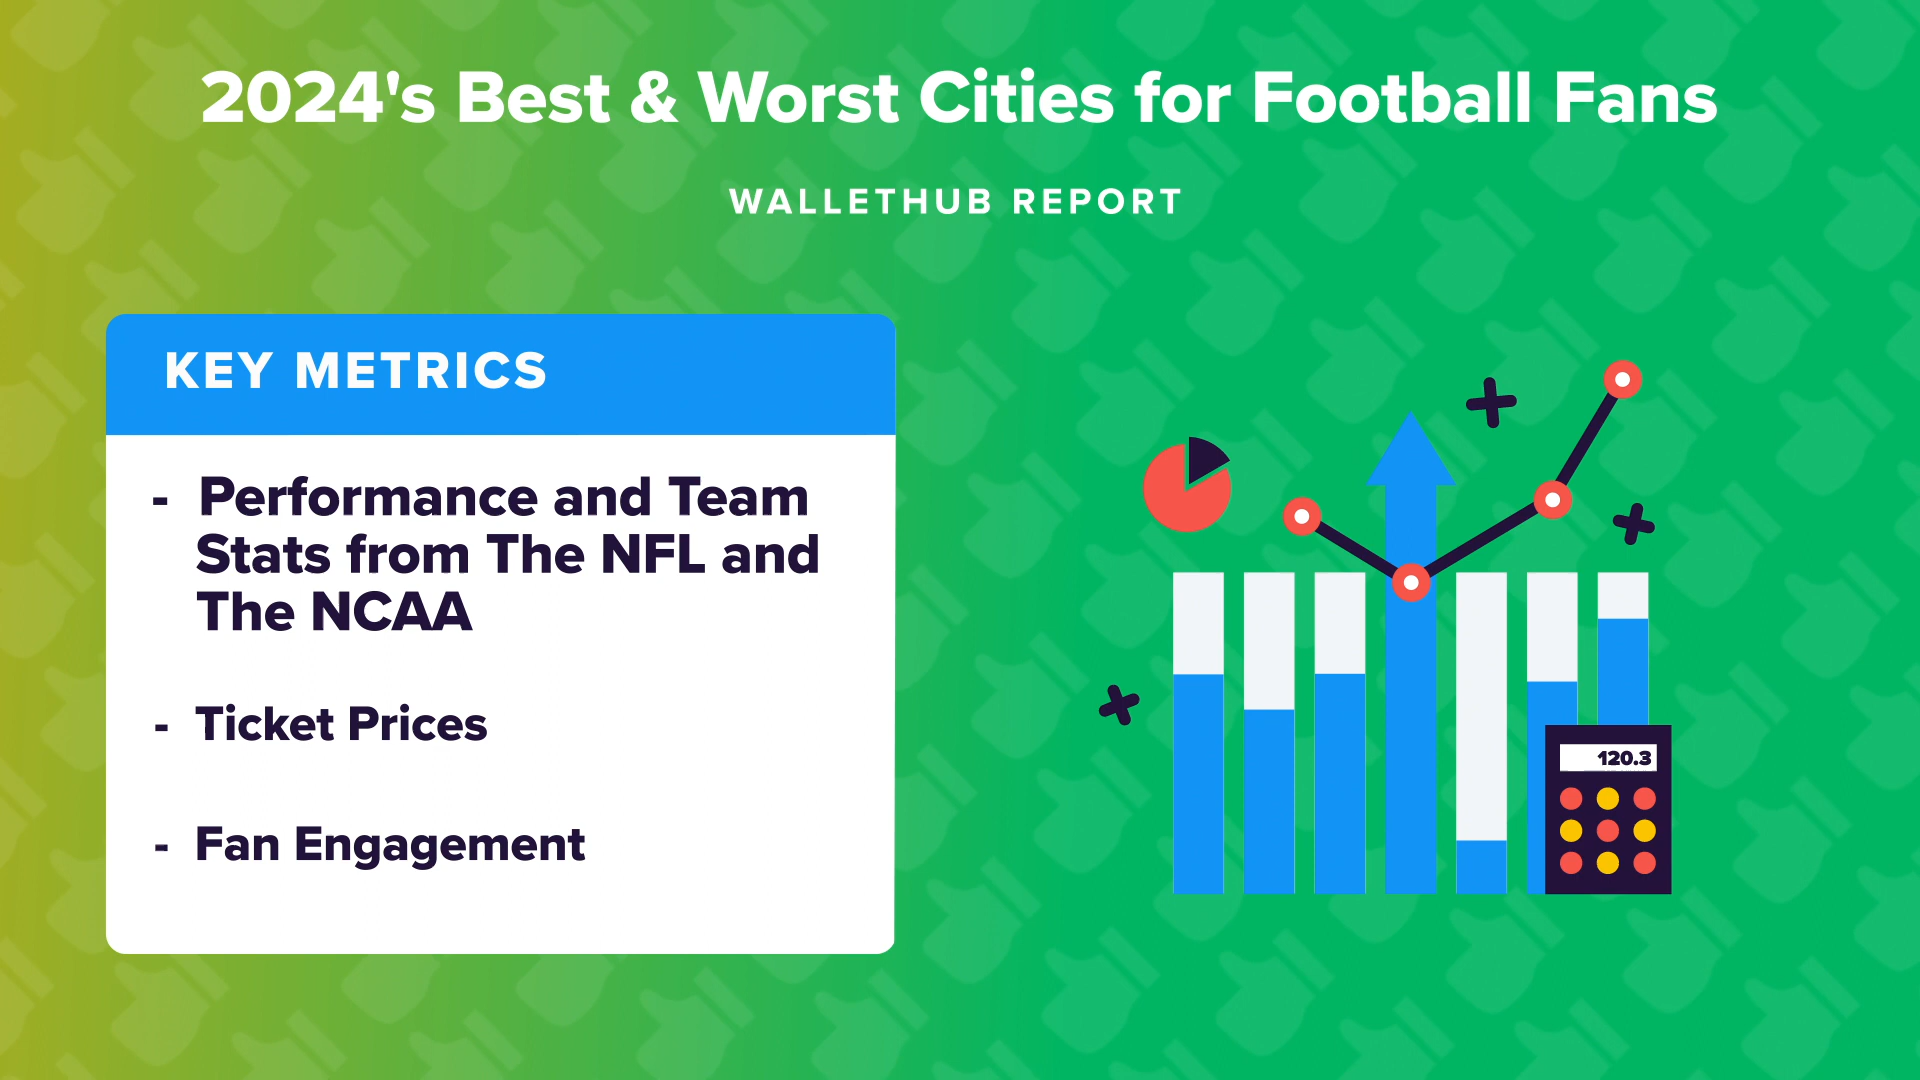 2024's Best & Worst Cities for Football Fans
WALLETHUB REPORT
KEY METRICS
- Performance and Team
Stats from The NFL and
The NCAA
- Ticket Prices
- Fan Engagement
120.3